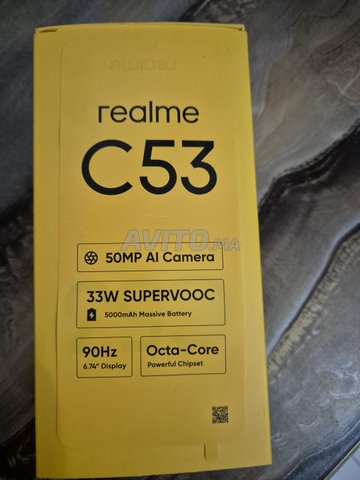 realme
realme
C53
AVITO.ma
50MP AI Camera
33W SUPERVOOC
5000mAh Massive Battery
90Hz
6.74" Display
Octa-Core
Powerful Chipset